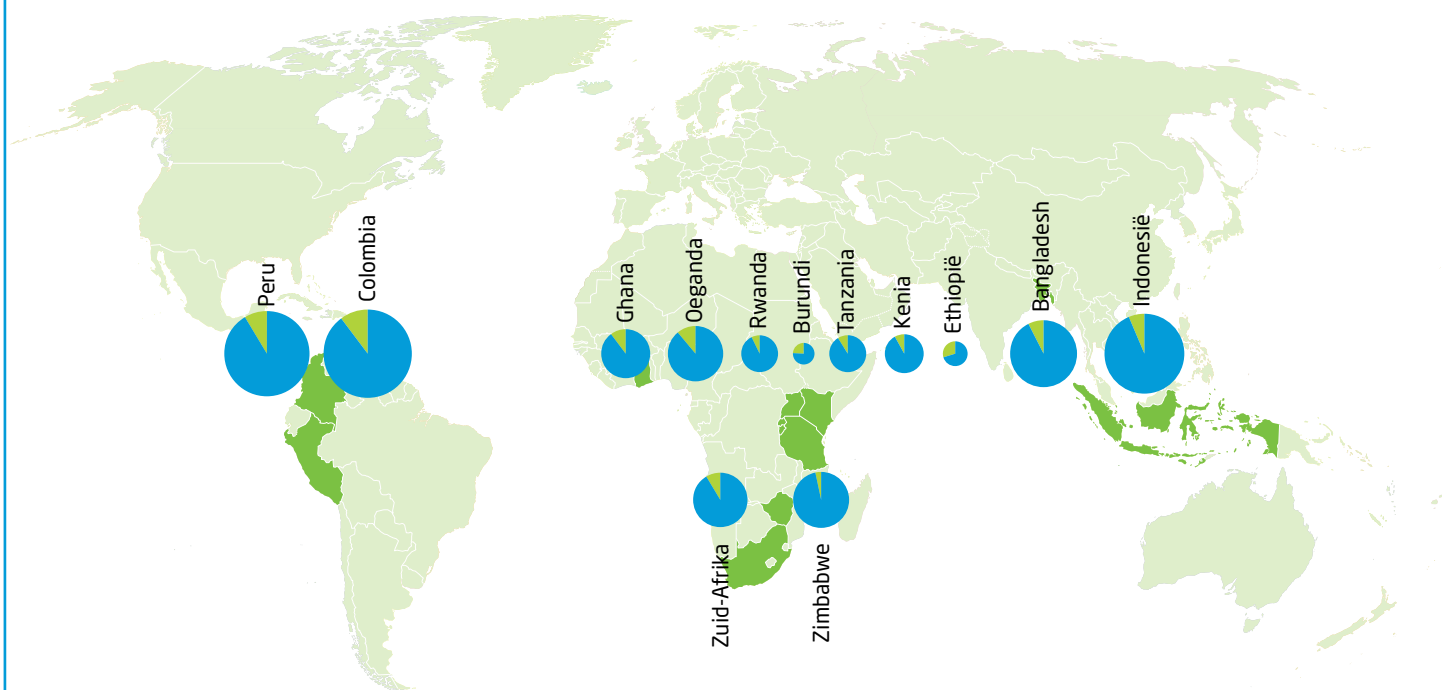 Peru
Colombia
Ghana
Oeganda
Rwanda
Burundi
Tanzania
Kenia
Ethiopië
Bangladesh
Indonesië
Zuid-Afrika
Zimbabwe